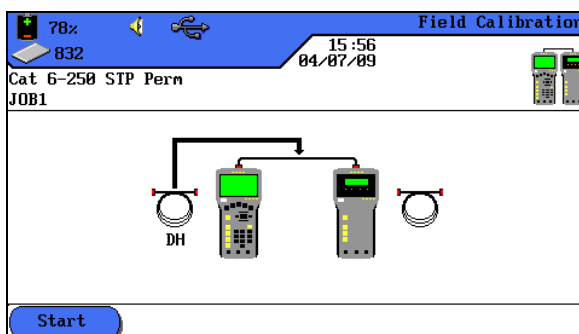 78% Field Calibration
832 15:56
04/07/09
Cat 6-250 STP Perm
JOB1
DH
Start